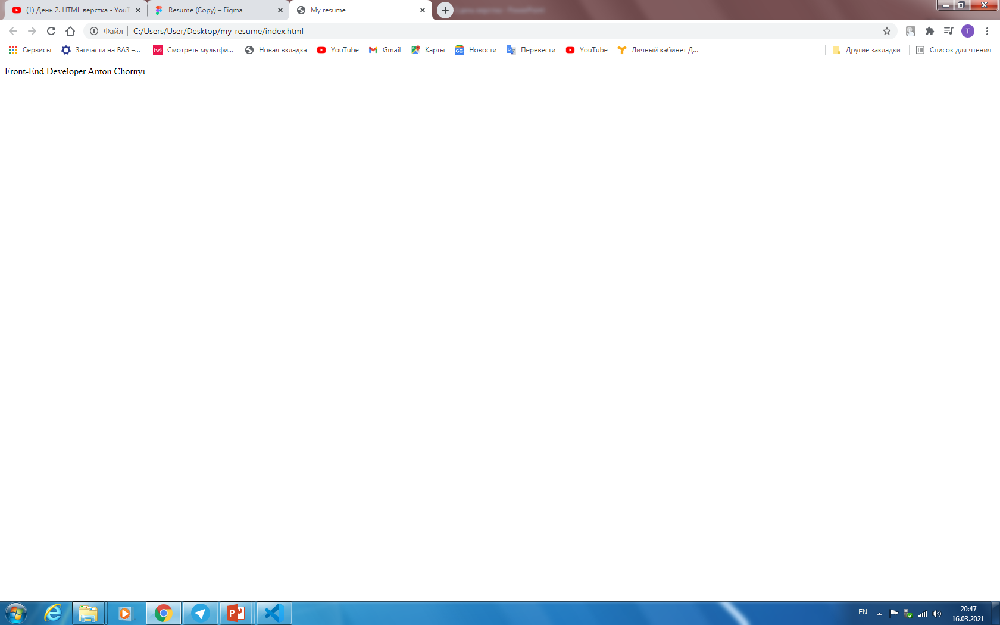 (1) День 2. HTML вёрстка - YouT
Resume (Copy) – Figma
My resume
Файл
C:/Users/User/Desktop/my-resume/index.html
T
Сервисы
Запчасти на ВАЗ –...
ivi
Смотреть мультфи...
Новая вкладка
YouTube
Gmail
Карты
Новости
Перевести
YouTube
Личный кабинет Д...
Другие закладки
Список для чтения
Front-End Developer Anton Chornyi
EN
20:47
16.03.2021